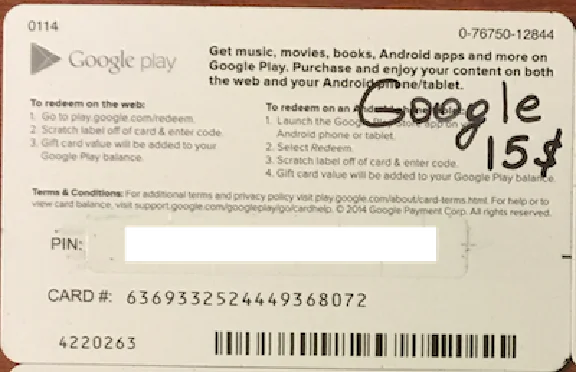 0114
0-76750-12844
Google play
Get music, movies, books, Android apps and more on
Google Play. Purchase and enjoy your content on both
the web and your Android phone/tablet.
Google
15$
To redeem on the web:
1. Go to play.google.com/redeem.
2. Scratch label off of card & enter code.
3. Gift card value will be added to your
Google Play balance.
To redeem on an
1. Launch the Google Play Store app on
Android phone or tablet.
2. Select Redeem.
3. Scratch label off of card & enter code.
4. Gift card value will be added to your Google Play balance.
Terms & Conditions: For additional terms and privacy policy visit play.google.com/about/card-terms.html. For help or to
view card balance, visit support.google.com/googleplay/go/cardhelp. © 2014 Google Payment Corp. All rights reserved.
PIN:
CARD #: 6369332524449368072
4220263